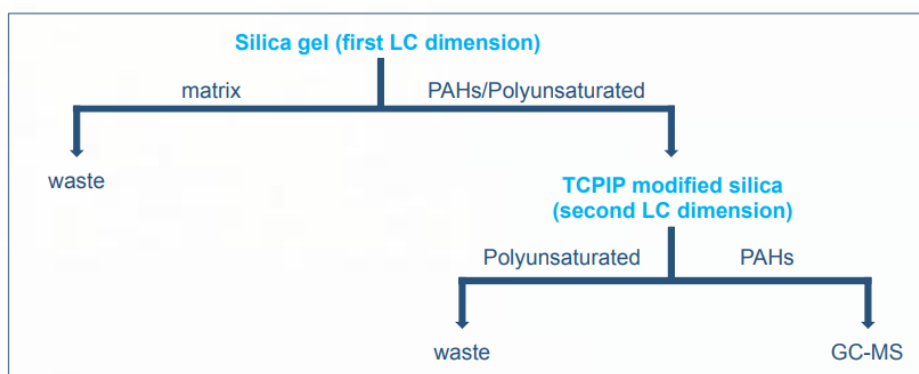 Silica gel (first LC dimension)
matrix
PAHs/Polyunsaturated
waste
TCPIP modified silica
(second LC dimension)
Polyunsaturated
PAHs
waste
GC-MS